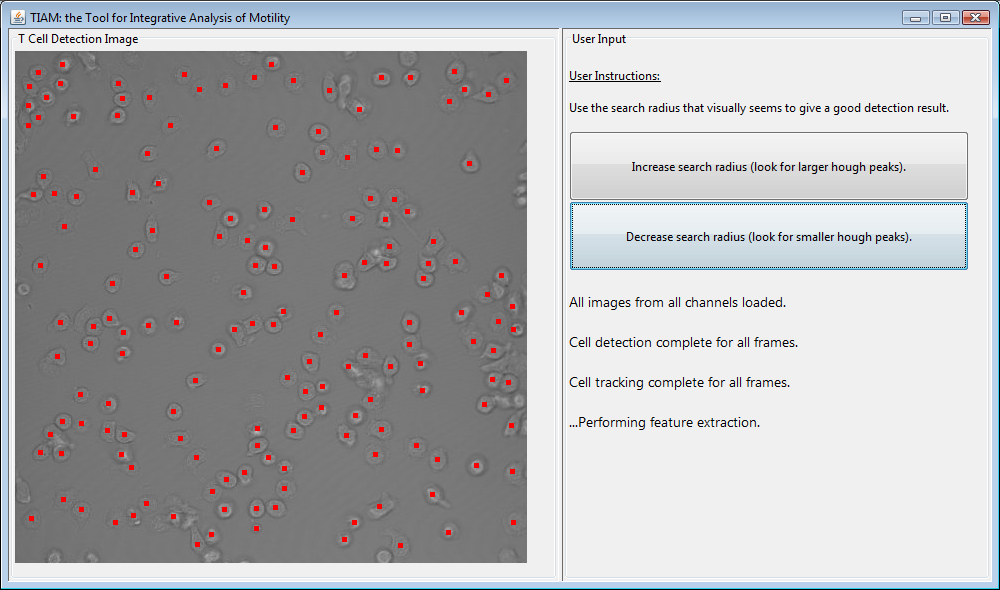 TIAM: the Tool for Integrative Analysis of Motility
T Cell Detection Image
User Input
User Instructions:
Use the search radius that visually seems to give a good detection result.
Increase search radius (look for larger hough peaks).
Decrease search radius (look for smaller hough peaks).
All images from all channels loaded.
Cell detection complete for all frames.
Cell tracking complete for all frames.
...Performing feature extraction.